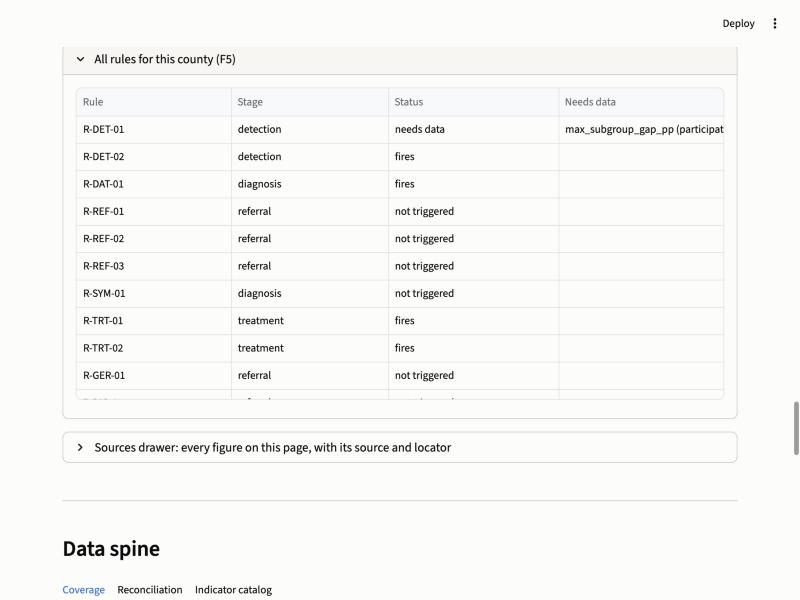 Deploy
All rules for this county (F5)
Rule Stage Status Needs data
R-DET-01 detection needs data max_subgroup_gap_pp (participat
R-DET-02 detection fires
R-DAT-01 diagnosis fires
R-REF-01 referral not triggered
R-REF-02 referral not triggered
R-REF-03 referral not triggered
R-SYM-01 diagnosis not triggered
R-TRT-01 treatment fires
R-TRT-02 treatment fires
R-GER-01 referral not triggered
Sources drawer: every figure on this page, with its source and locator
Data spine
Coverage Reconciliation Indicator catalog